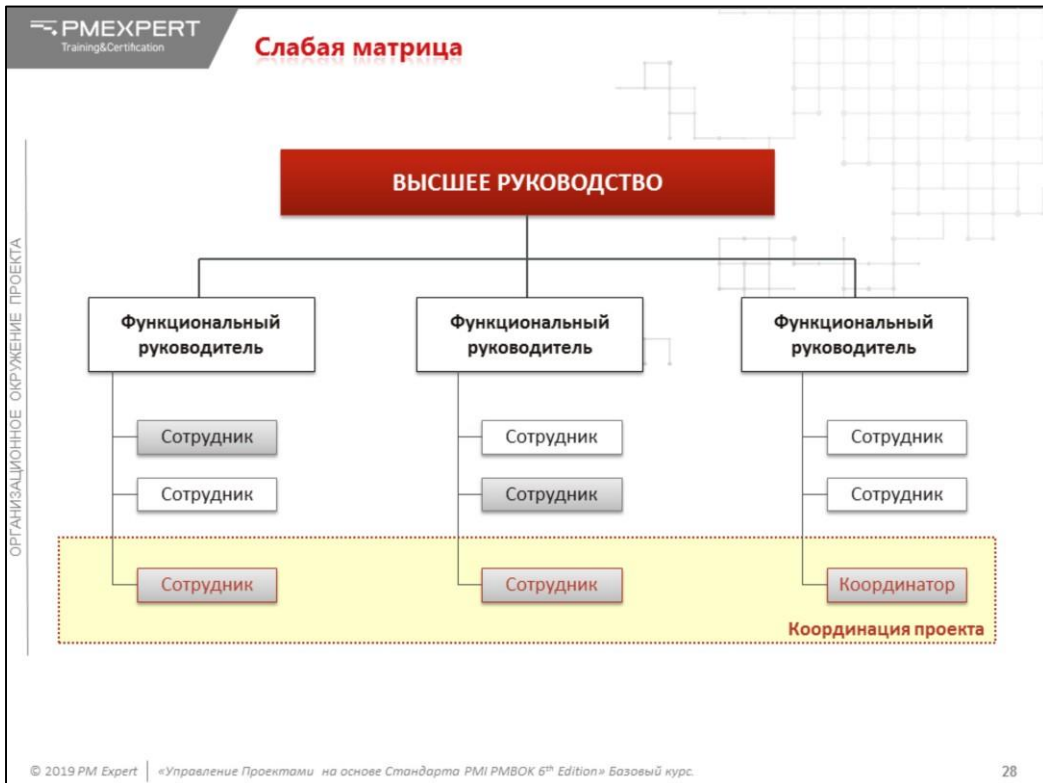 PMEXPERT
Training&Certification
Слабая матрица
ОРГАНИЗАЦИОННОЕ ОКРУЖЕНИЕ ПРОЕКТА
ВЫСШЕЕ РУКОВОДСТВО
Функциональный
руководитель
Функциональный
руководитель
Функциональный
руководитель
Сотрудник
Сотрудник
Сотрудник
Сотрудник
Сотрудник
Сотрудник
Сотрудник
Сотрудник
Координатор
Координация проекта
© 2019 PM Expert | «Управление Проектами на основе Стандарта PMI PMBOK 6th Edition» Базовый курс.
28